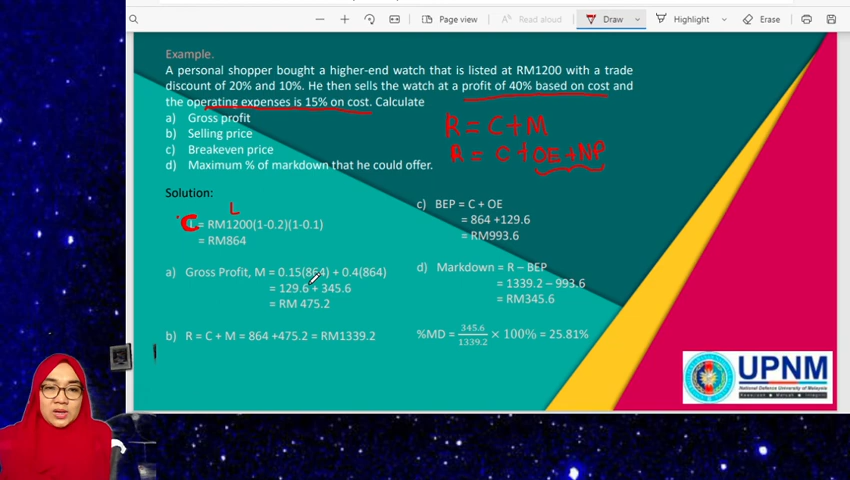 Page view
Read aloud
Draw
Highlight
Erase
Example.
A personal shopper bought a higher-end watch that is listed at RM1200 with a trade
discount of 20% and 10%. He then sells the watch at a profit of 40% based on cost and
the operating expenses is 15% on cost. Calculate
a) Gross profit
b) Selling price
c) Breakeven price
d) Maximum % of markdown that he could offer.
R = C + M
R = C + OE + NP
Solution:
L
C = RM1200(1-0.2)(1-0.1)
= RM864
a) Gross Profit, M = 0.15(864) + 0.4(864)
= 129.6 + 345.6
= RM 475.2
b) R = C + M = 864 +475.2 = RM1339.2
c) BEP = C + OE
= 864 +129.6
= RM993.6
d) Markdown = R – BEP
= 1339.2 – 993.6
= RM345.6
%MD = 345.6/1339.2 × 100% = 25.81%
UPNM
National Defence University of Malaysia